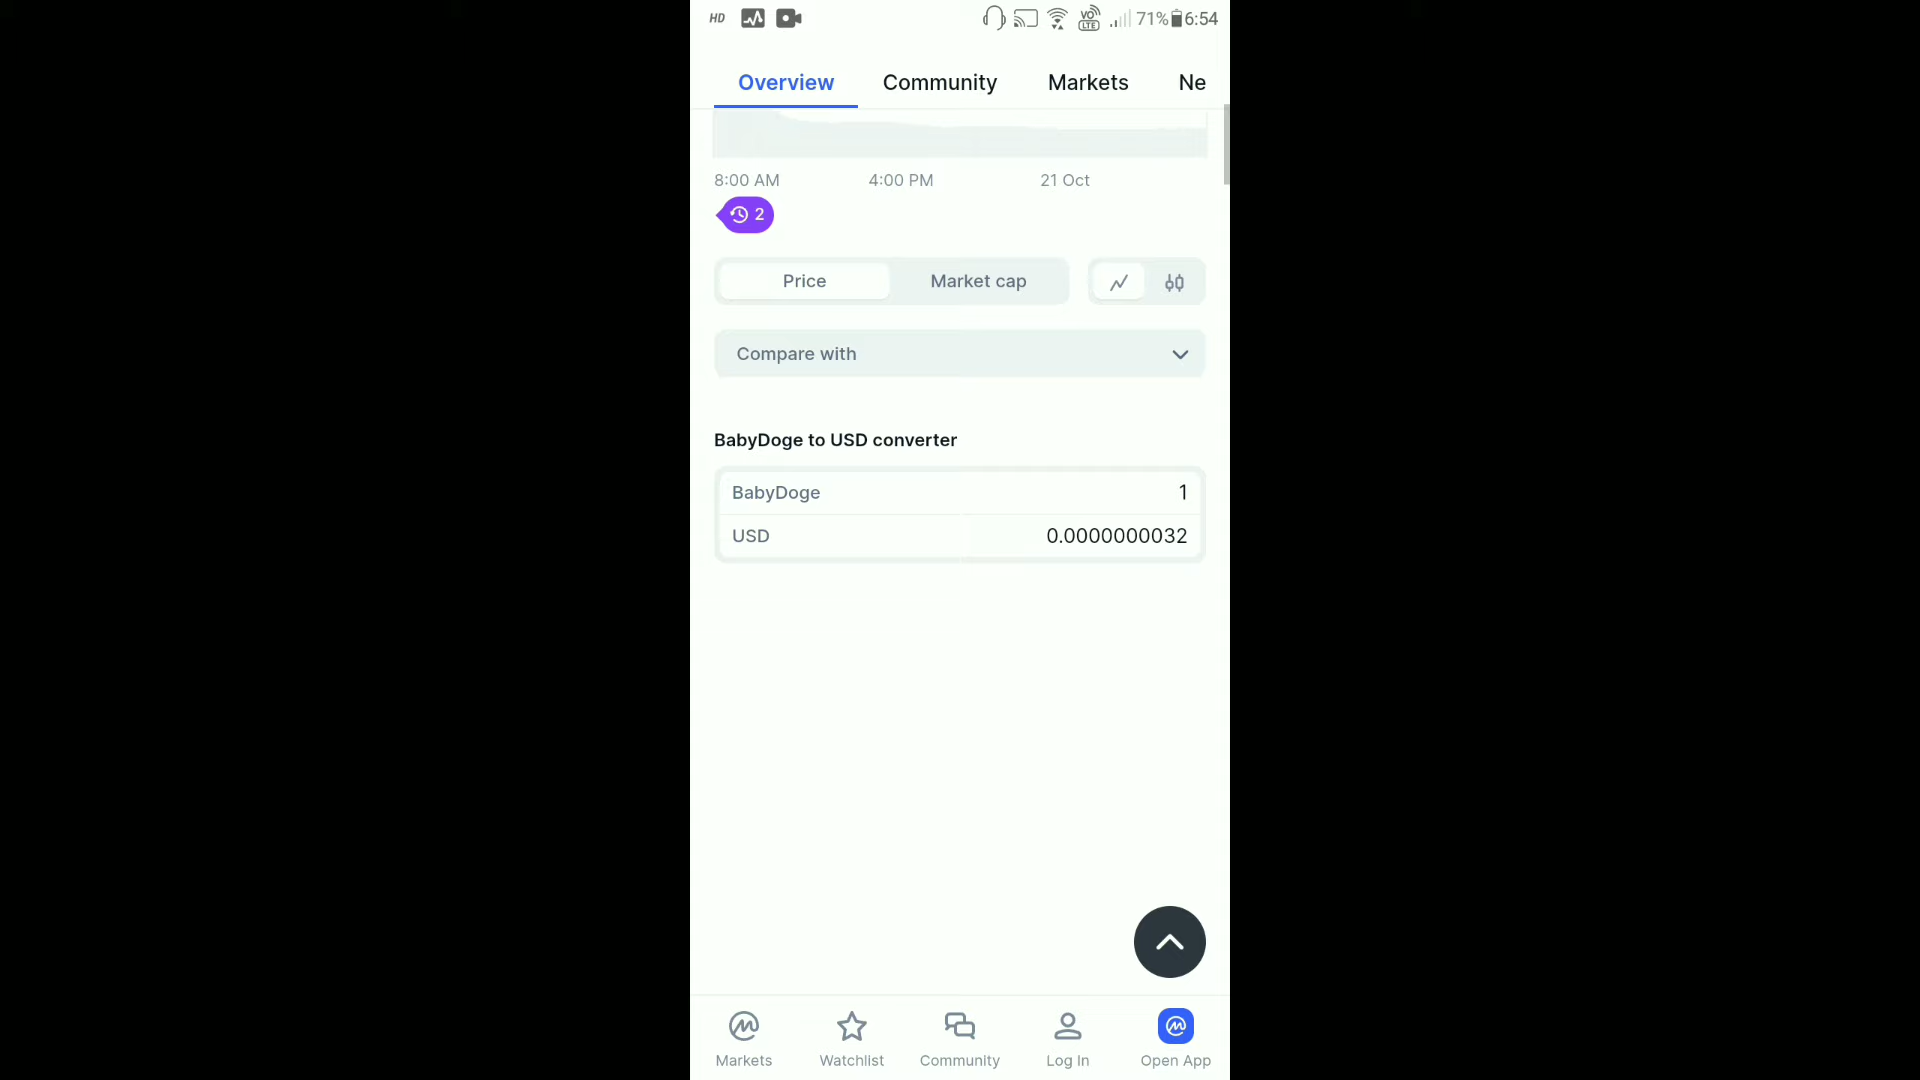 HD VO LTE 71% 6:54
Overview Community Markets Ne
8:00 AM 4:00 PM 21 Oct
2
Price Market cap
Compare with
BabyDoge to USD converter
BabyDoge 1
USD 0.0000000032
Markets Watchlist Community Log In Open App